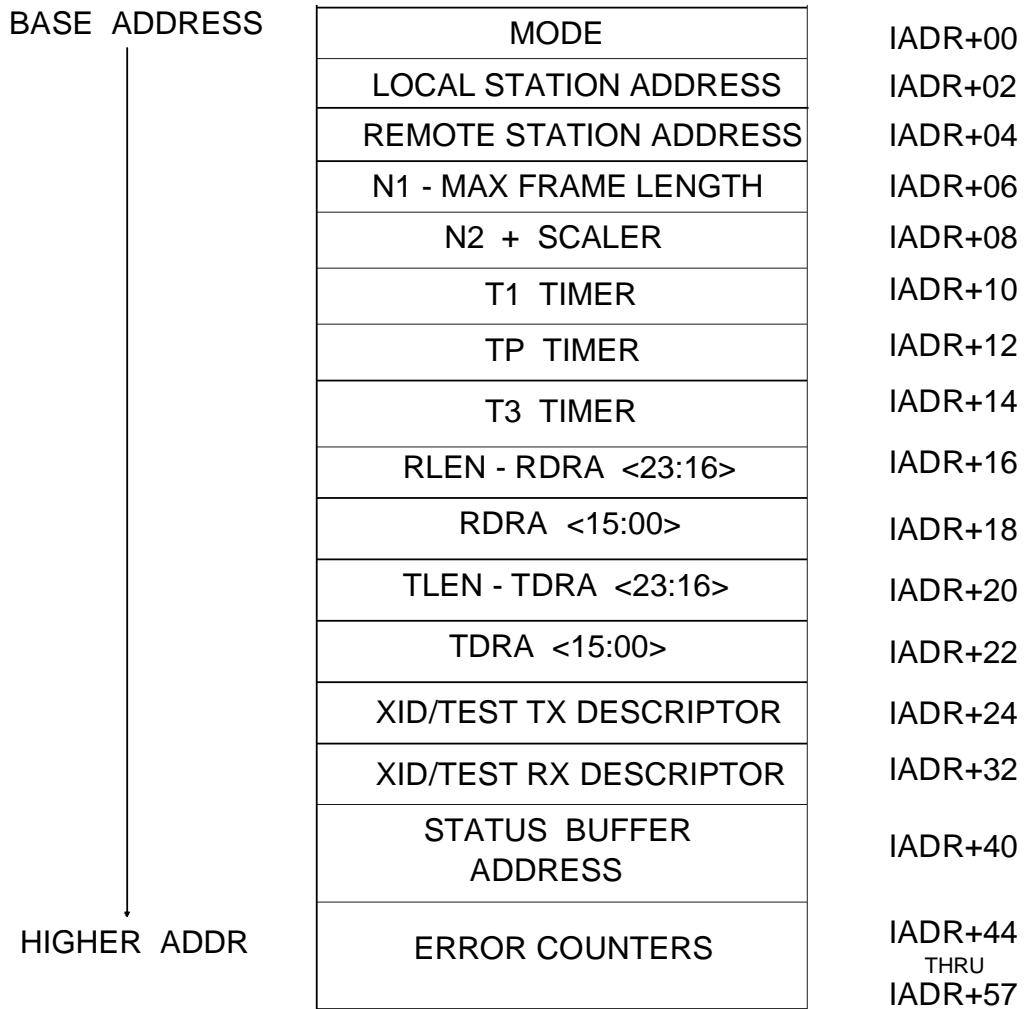 BASE ADDRESS
MODE IADR+00
LOCAL STATION ADDRESS IADR+02
REMOTE STATION ADDRESS IADR+04
N1 - MAX FRAME LENGTH IADR+06
N2 + SCALER IADR+08
T1 TIMER IADR+10
TP TIMER IADR+12
T3 TIMER IADR+14
RLEN - RDRA <23:16> IADR+16
RDRA <15:00> IADR+18
TLEN - TDRA <23:16> IADR+20
TDRA <15:00> IADR+22
XID/TEST TX DESCRIPTOR IADR+24
XID/TEST RX DESCRIPTOR IADR+32
STATUS BUFFER
ADDRESS IADR+40
HIGHER ADDR ERROR COUNTERS IADR+44
THRU
IADR+57